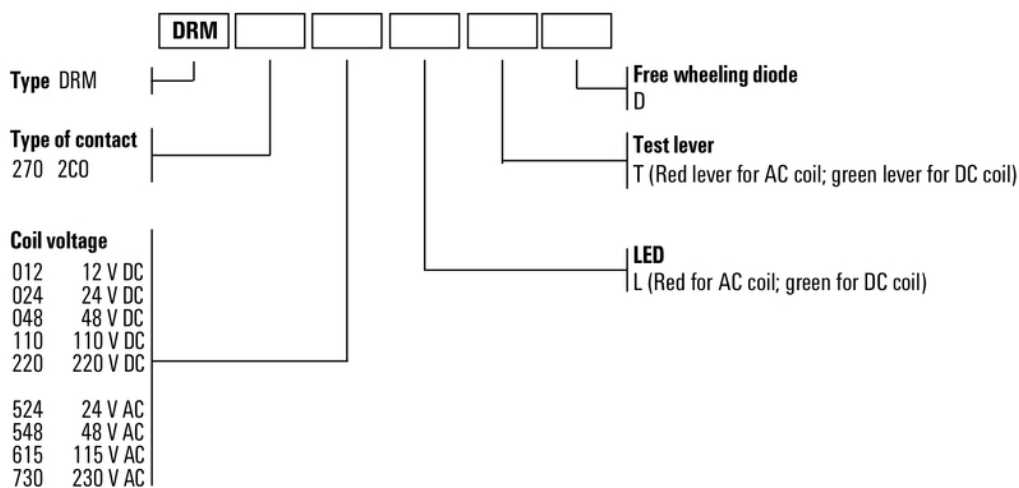 DRM
Type DRM
Type of contact
270 2CO
Coil voltage
012 12 V DC
024 24 V DC
048 48 V DC
110 110 V DC
220 220 V DC
524 24 V AC
548 48 V AC
615 115 V AC
730 230 V AC
Free wheeling diode
D
Test lever
T (Red lever for AC coil; green lever for DC coil)
LED
L (Red for AC coil; green for DC coil)